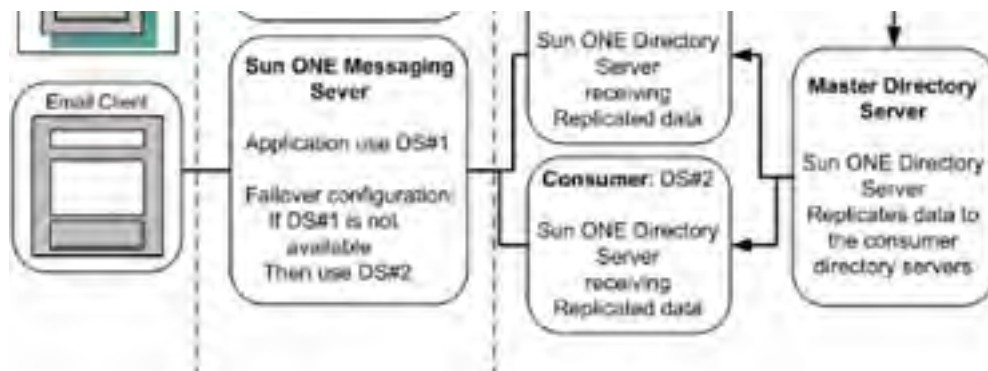 Email Client
Sun ONE Messaging
Sever
Application use DS#1
Failover configuration:
If DS#1 is not
available
Then use DS#2
Sun ONE Directory
Server
receiving
Replicated data
Consumer: DS#2
Sun ONE Directory
Server
receiving
Replicated data
Master Directory
Server
Sun ONE Directory
Server
Replicates data to
the consumer
directory servers